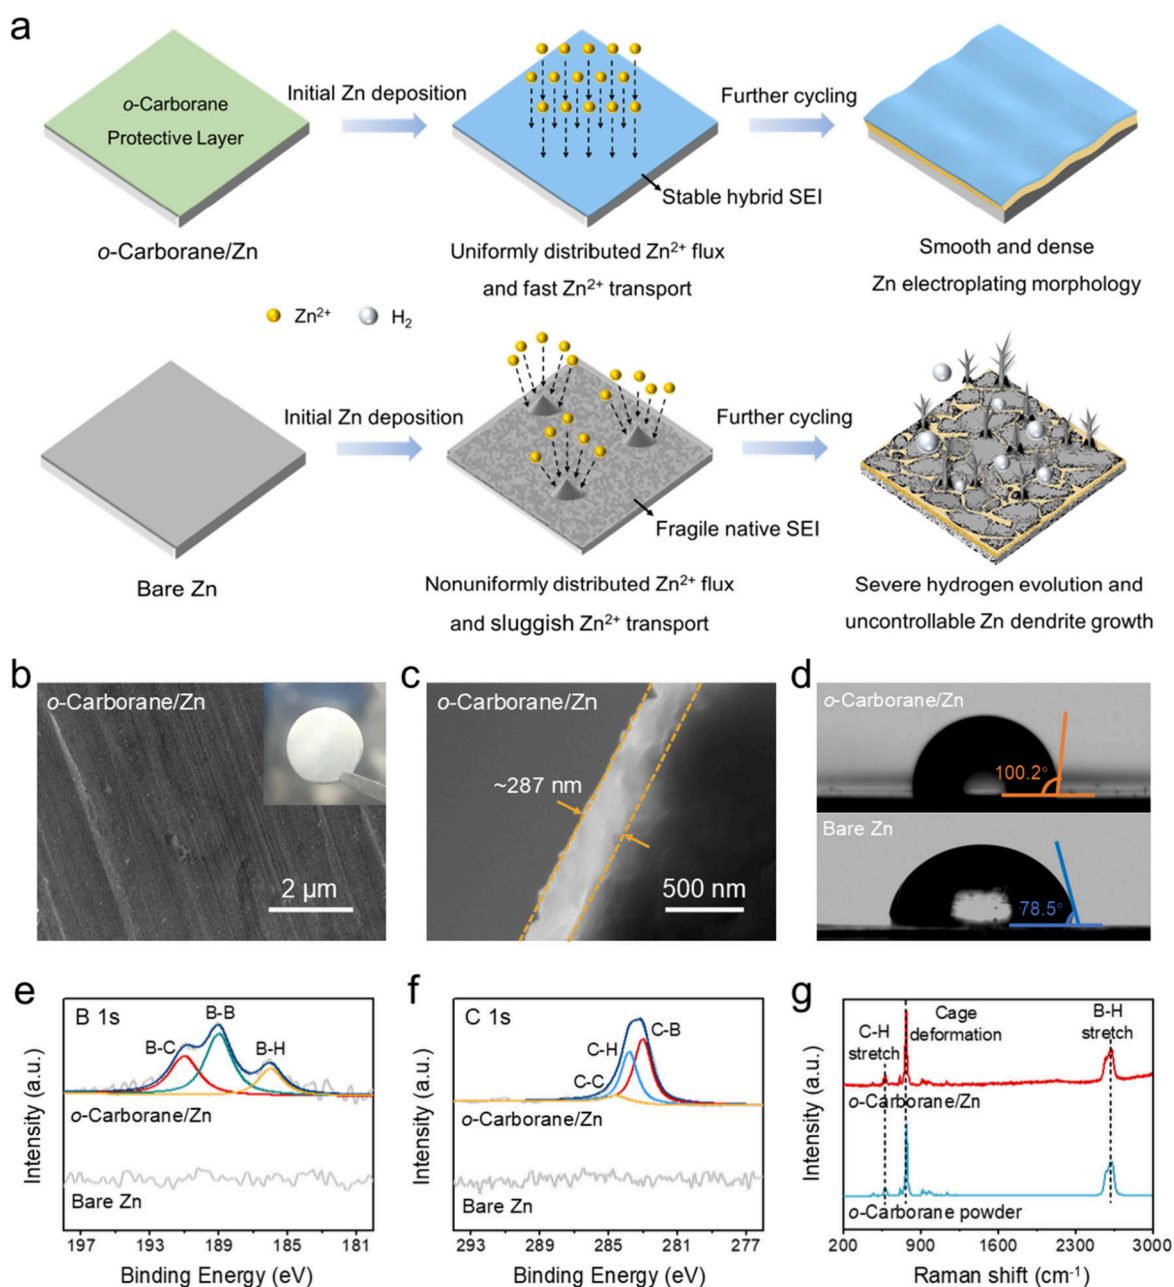 a
o-Carborane
Protective Layer
Initial Zn deposition
Further cycling
Stable hybrid SEI
o-Carborane/Zn
Uniformly distributed Zn²⁺ flux
and fast Zn²⁺ transport
Smooth and dense
Zn electroplating morphology
Zn²⁺
H₂
Initial Zn deposition
Further cycling
Fragile native SEI
Bare Zn
Nonuniformly distributed Zn²⁺ flux
and sluggish Zn²⁺ transport
Severe hydrogen evolution and
uncontrollable Zn dendrite growth
b
o-Carborane/Zn
2 μm
c
o-Carborane/Zn
~287 nm
500 nm
d
o-Carborane/Zn
100.2°
Bare Zn
78.5°
e
B 1s
B-C
B-B
B-H
o-Carborane/Zn
Bare Zn
Intensity (a.u.)
197 191 189 185 181
Binding Energy (eV)
f
C 1s
C-B
C-H
C-C
o-Carborane/Zn
Bare Zn
Intensity (a.u.)
293 289 285 281 277
Binding Energy (eV)
g
C-H
stretch
Cage
deformation
B-H
stretch
o-Carborane/Zn
o-Carborane powder
Intensity (a.u.)
200 900 1600 2300 3000
Raman shift (cm⁻¹)